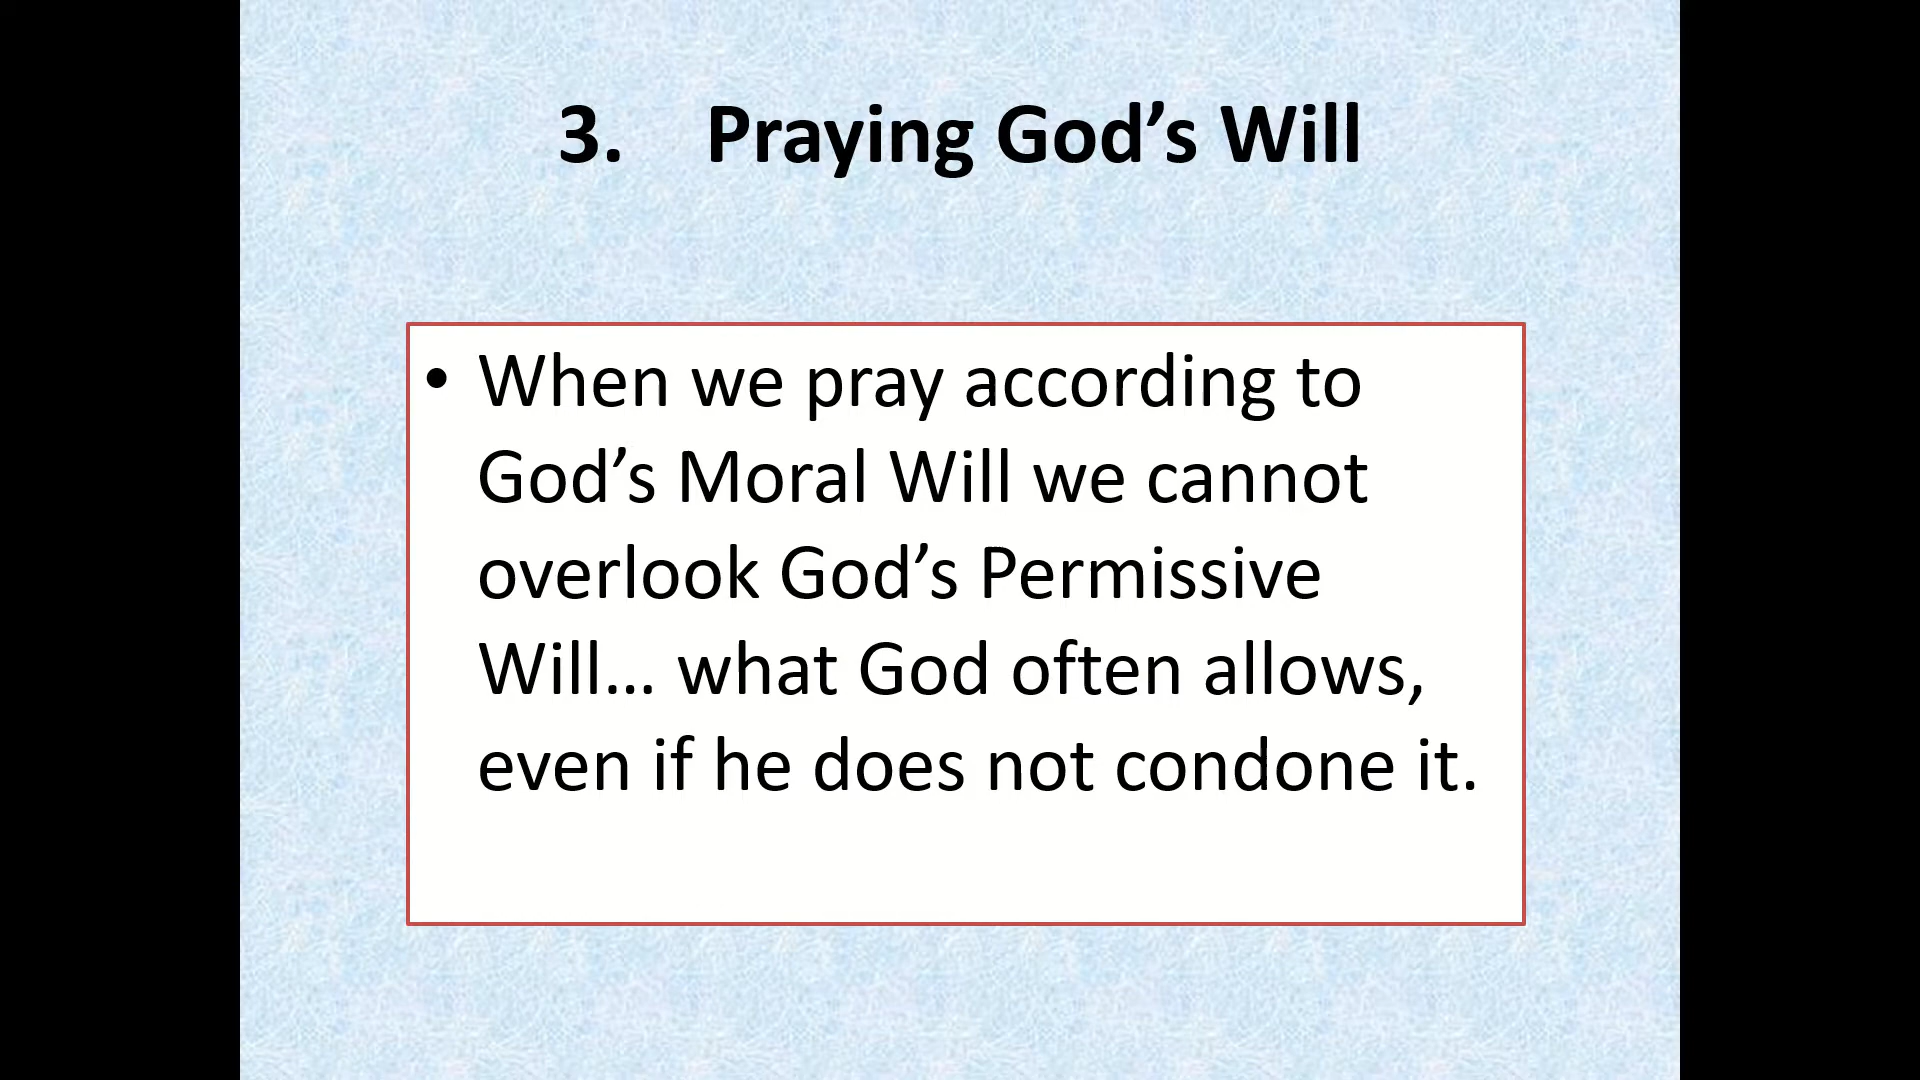 3. Praying God’s Will
• When we pray according to
God’s Moral Will we cannot
overlook God’s Permissive
Will… what God often allows,
even if he does not condone it.